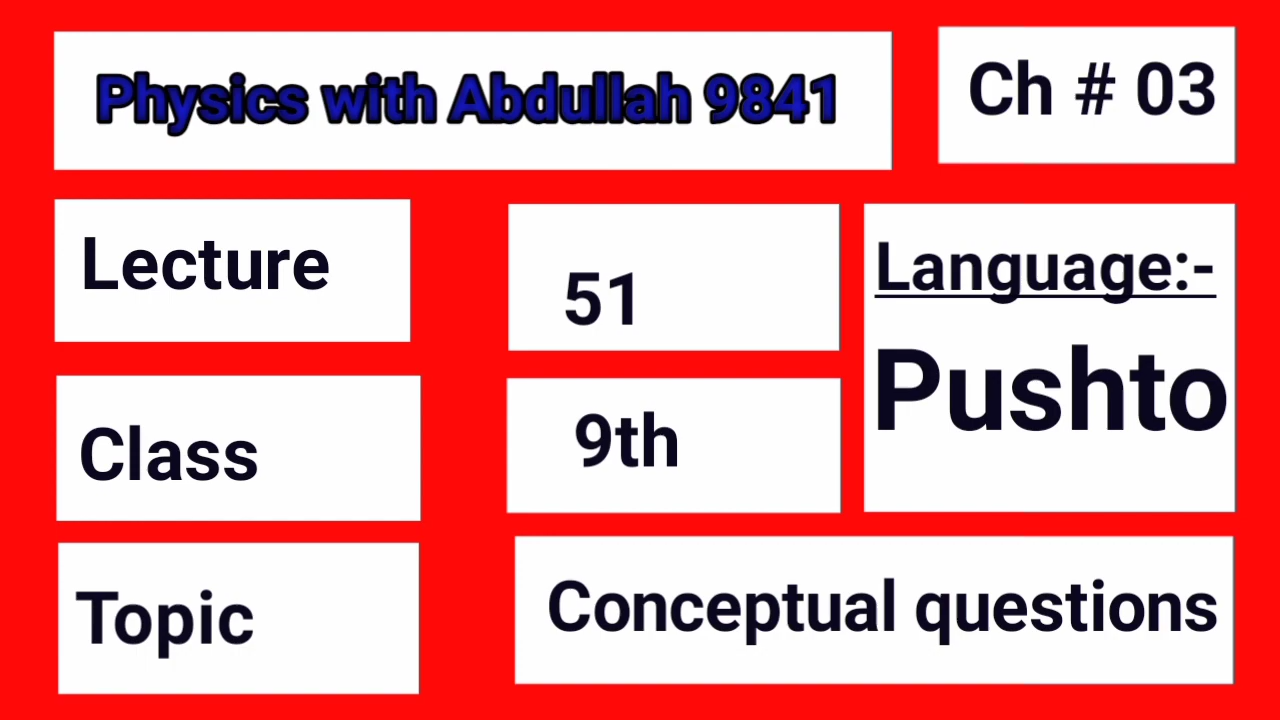 Physics with Abdullah 9841
Ch # 03
Lecture
51
Language:-
Pushto
Class
9th
Topic
Conceptual questions